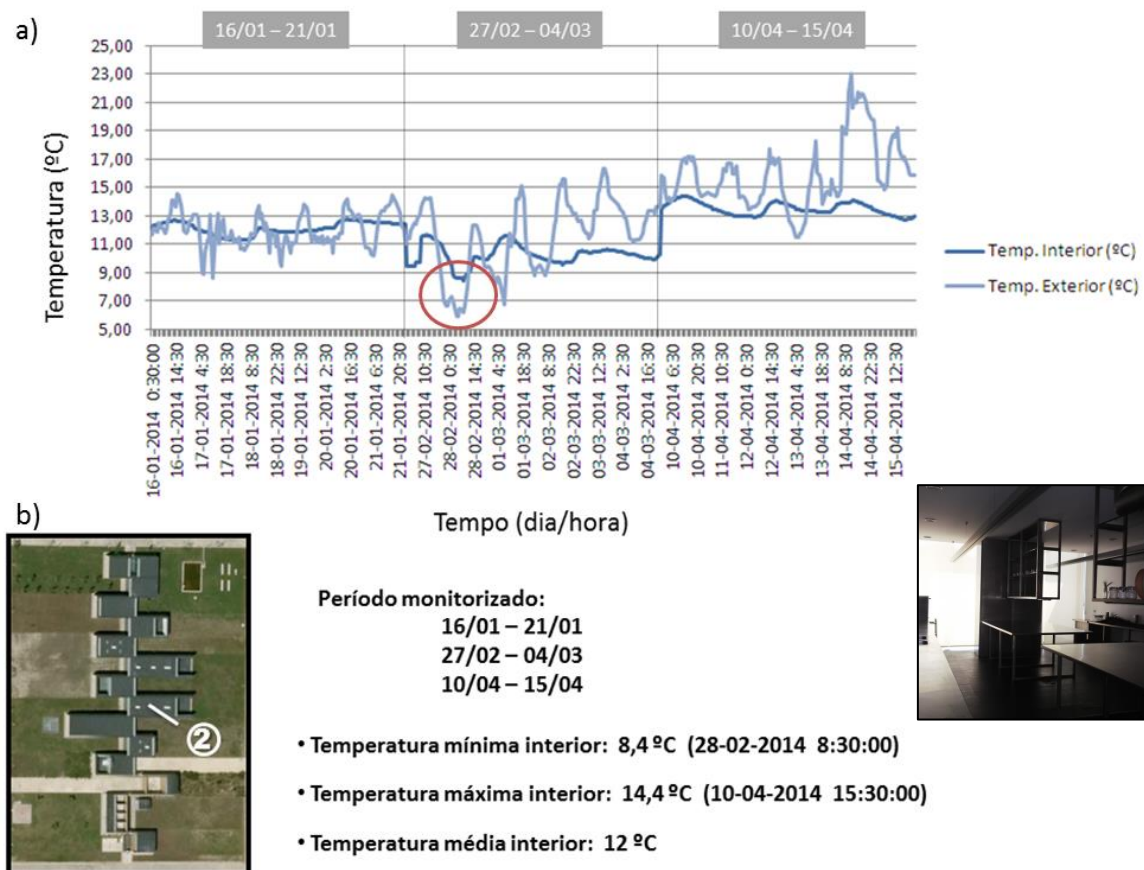 a)
16/01 – 21/01
27/02 – 04/03
10/04 – 15/04
25,00
23,00
21,00
19,00
17,00
15,00
13,00
11,00
9,00
7,00
5,00
Temperatura (ºC)
Temp. Interior (ºC)
Temp. Exterior (ºC)
16-01-2014 0:30:00
16-01-2014 14:30
17-01-2014 4:30
17-01-2014 18:30
18-01-2014 8:30
18-01-2014 22:30
19-01-2014 12:30
20-01-2014 2:30
20-01-2014 16:30
21-01-2014 6:30
21-01-2014 20:30
27-02-2014 10:30
28-02-2014 0:30
28-02-2014 14:30
01-03-2014 4:30
01-03-2014 18:30
02-03-2014 8:30
02-03-2014 22:30
03-03-2014 12:30
04-03-2014 2:30
04-03-2014 16:30
10-04-2014 6:30
10-04-2014 20:30
11-04-2014 10:30
12-04-2014 0:30
12-04-2014 14:30
13-04-2014 4:30
13-04-2014 18:30
14-04-2014 8:30
14-04-2014 22:30
15-04-2014 12:30
Tempo (dia/hora)
b)
2
Período monitorizado:
16/01 – 21/01
27/02 – 04/03
10/04 – 15/04
• Temperatura mínima interior: 8,4 ºC (28-02-2014 8:30:00)
• Temperatura máxima interior: 14,4 ºC (10-04-2014 15:30:00)
• Temperatura média interior: 12 ºC